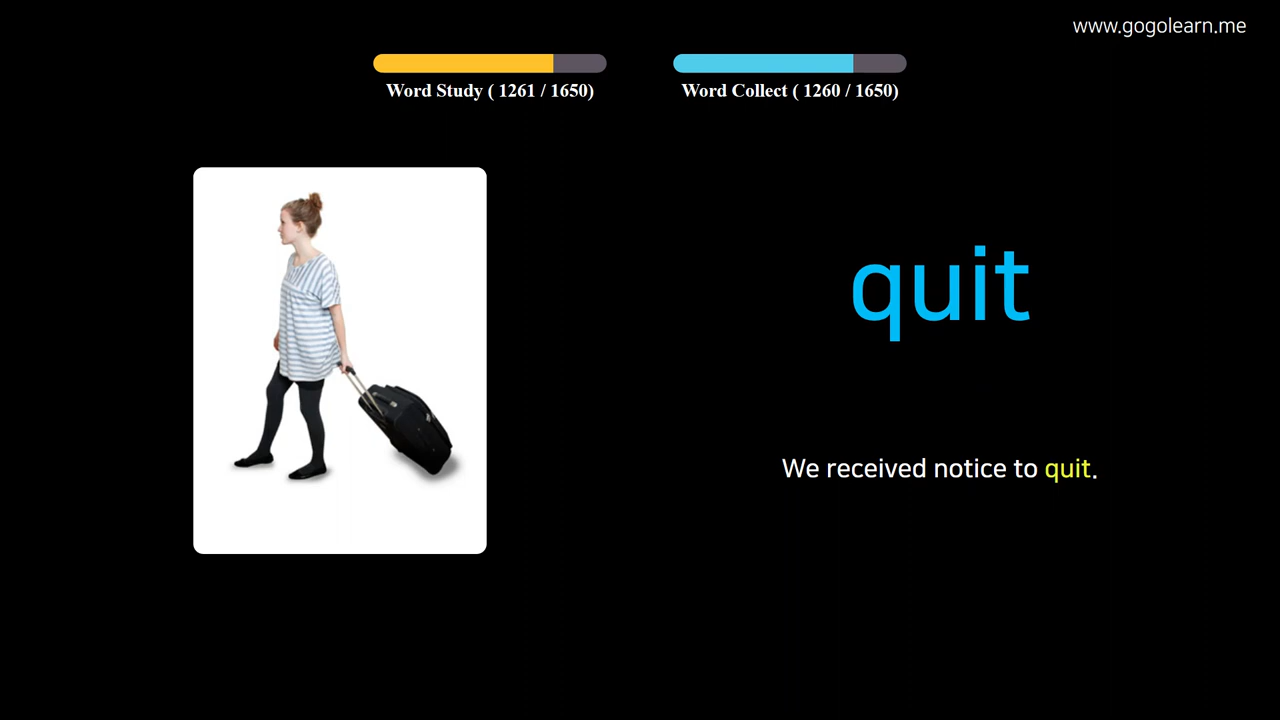 www.gogolearn.me
Word Study ( 1261 / 1650)
Word Collect ( 1260 / 1650)
quit
We received notice to quit.